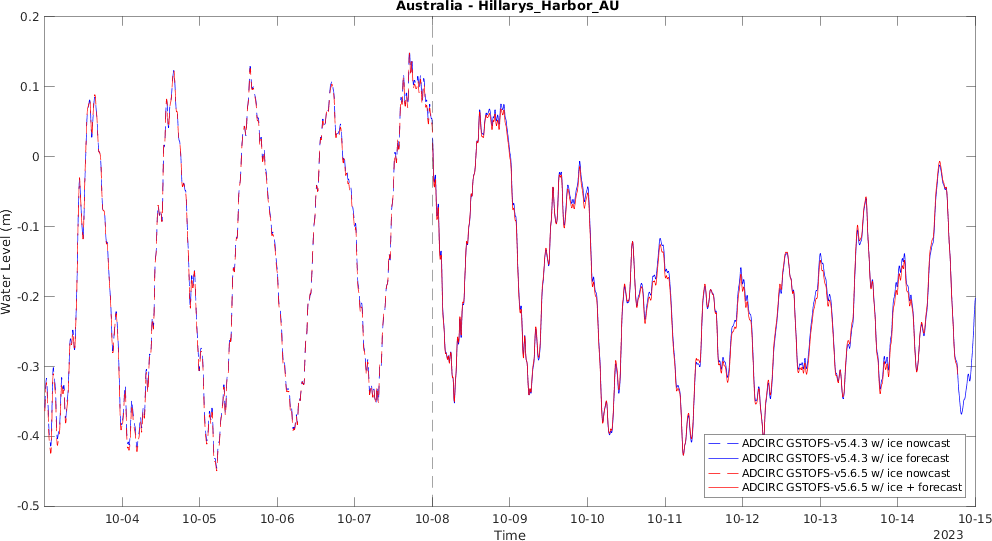 Australia - Hillarys_Harbor_AU
Water Level (m)
0.2
0.1
0
-0.1
-0.2
-0.3
-0.4
-0.5
ADCIRC GSTOFS-v5.4.3 w/ ice nowcast
ADCIRC GSTOFS-v5.4.3 w/ ice forecast
ADCIRC GSTOFS-v5.6.5 w/ ice nowcast
ADCIRC GSTOFS-v5.6.5 w/ ice + forecast
10-04 10-05 10-06 10-07 10-08 10-09 10-10 10-11 10-12 10-13 10-14 10-15
Time
2023